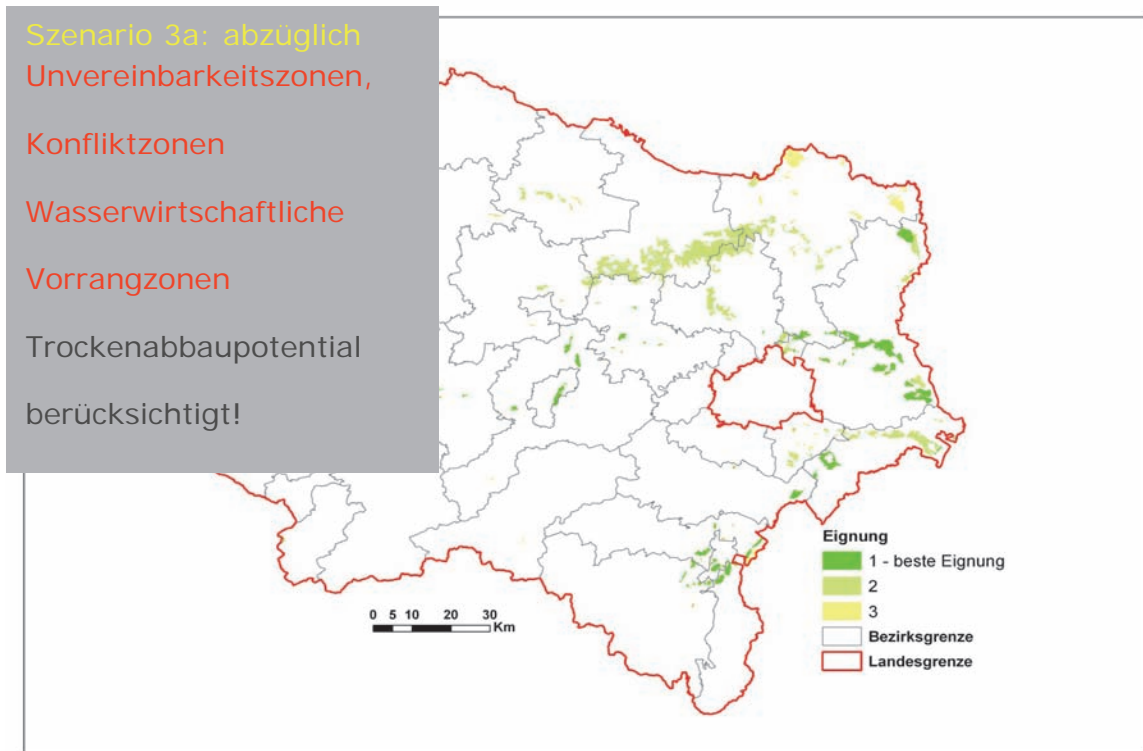 Szenario 3a: abzüglich
Unvereinbarkeitszonen,
Konfliktzonen
Wasserwirtschaftliche
Vorrangzonen
Trockenabbaupotential
berücksichtigt!
Eignung
1 - beste Eignung
2
3
Bezirksgrenze
Landesgrenze
0 5 10 20 30
Km